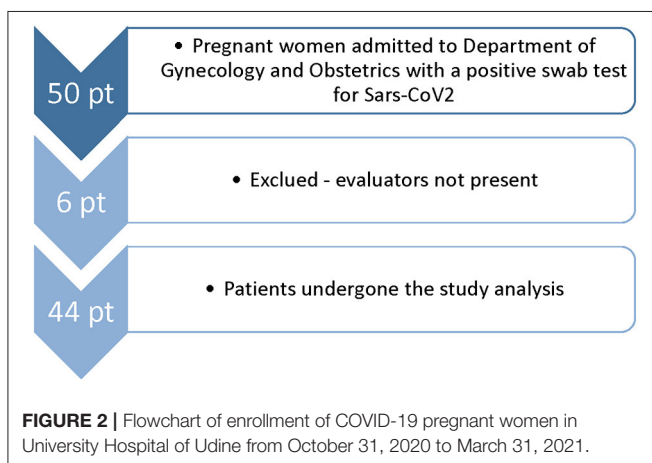 50 pt
• Pregnant women admitted to Department of
Gynecology and Obstetrics with a positive swab test
for Sars-CoV2
6 pt
• Exclued - evaluators not present
44 pt
• Patients undergone the study analysis
FIGURE 2 | Flowchart of enrollment of COVID-19 pregnant women in
University Hospital of Udine from October 31, 2020 to March 31, 2021.